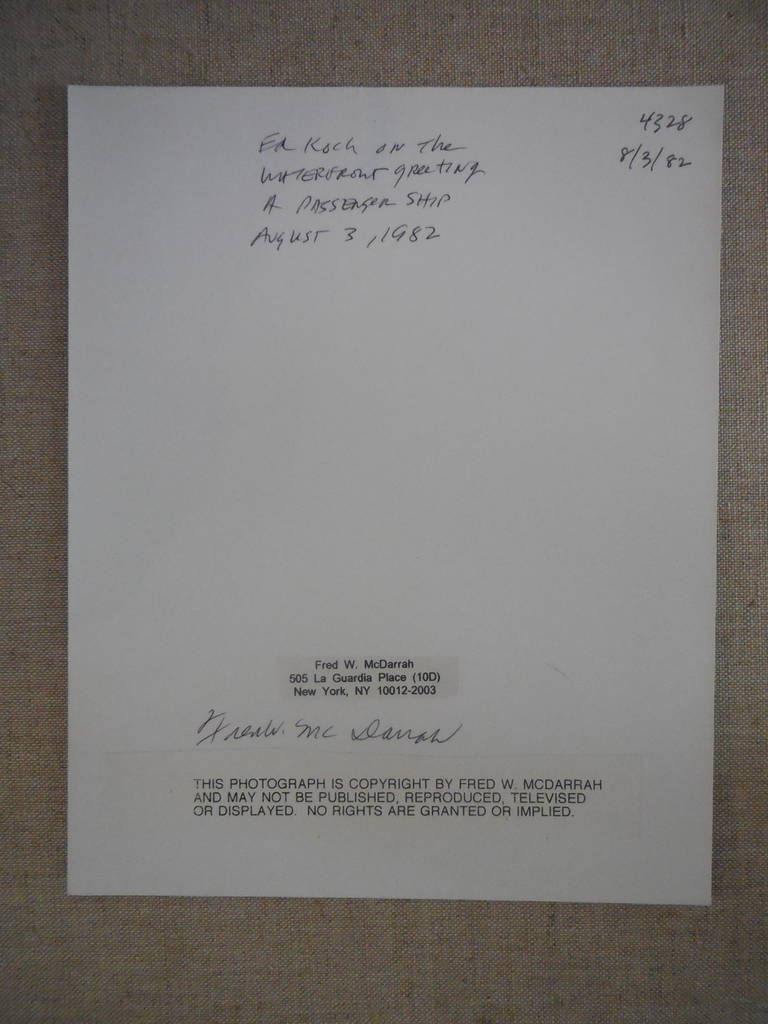 4328
8/3/82
Ed Koch on the
WATERFRONT greeting
A PASSENGER SHIP
AUGUST 3, 1982
Fred W. McDarrah
505 La Guardia Place (10D)
New York, NY 10012-2003
Fred W. Mc Darrah
THIS PHOTOGRAPH IS COPYRIGHT BY FRED W. MCDARRAH
AND MAY NOT BE PUBLISHED, REPRODUCED, TELEVISED
OR DISPLAYED. NO RIGHTS ARE GRANTED OR IMPLIED.